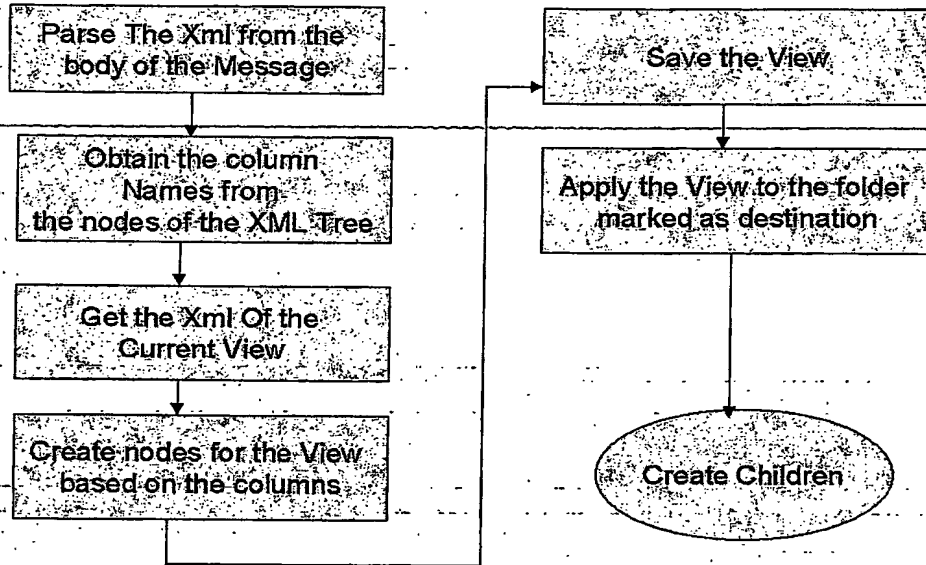 Parse The Xml from the
body of the Message
Obtain the column
Names from
the nodes of the XML Tree
Get the Xml Of the
Current View
Create nodes for the View
based on the columns
Save the View
Apply the View to the folder
marked as destination
Create Children